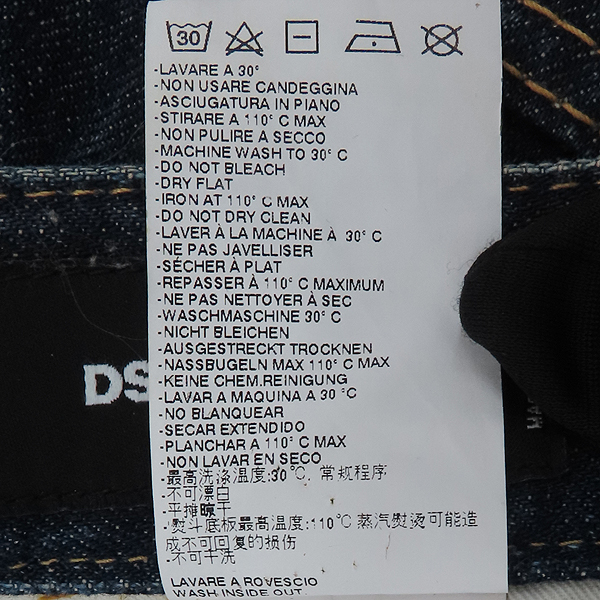 30
-LAVARE A 30°
-NON USARE CANDEGGINA
-ASCIUGATURA IN PIANO
-STIRARE A 110° C MAX
-NON PULIRE A SECCO
-MACHINE WASH TO 30° C
-DO NOT BLEACH
-DRY FLAT
-IRON AT 110° C MAX
-DO NOT DRY CLEAN
-LAVER À LA MACHINE À 30° C
-NE PAS JAVELLISER
-SÉCHER À PLAT
-REPASSER À 110° C MAXIMUM
-NE PAS NETTOYER À SEC
-WASCHMASCHINE 30° C
-NICHT BLEICHEN
-AUSGESTRECKT TROCKNEN
-NASSBUGELN MAX 110° C MAX
-KEINE CHEM.REINIGUNG
-LAVAR A MAQUINA A 30 °C
-NO BLANQUEAR
-SECAR EXTENDIDO
-PLANCHAR A 110° C MAX
-NON LAVAR EN SECO
-最高洗涤温度:30℃, 常规程序
-不可漂白
-平摊晾干
-熨斗底板最高温度:110℃ 蒸汽熨烫可能造
成不可回复的损伤
-不可干洗
LAVARE A ROVESCIO
WASH INSIDE OUT
DS